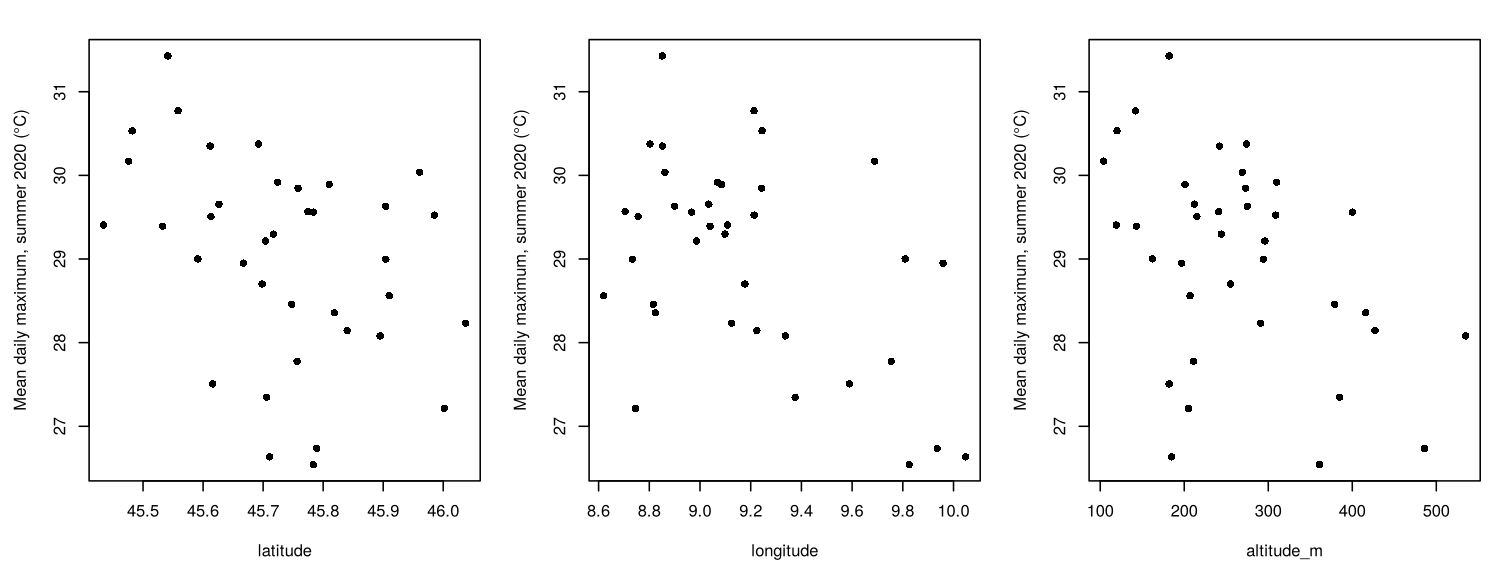 Mean daily maximum, summer 2020 (°C)
31
30
29
28
27
45.5 45.6 45.7 45.8 45.9 46.0
latitude
Mean daily maximum, summer 2020 (°C)
31
30
29
28
27
8.6 8.8 9.0 9.2 9.4 9.6 9.8 10.0
longitude
Mean daily maximum, summer 2020 (°C)
31
30
29
28
27
100 200 300 400 500
altitude_m